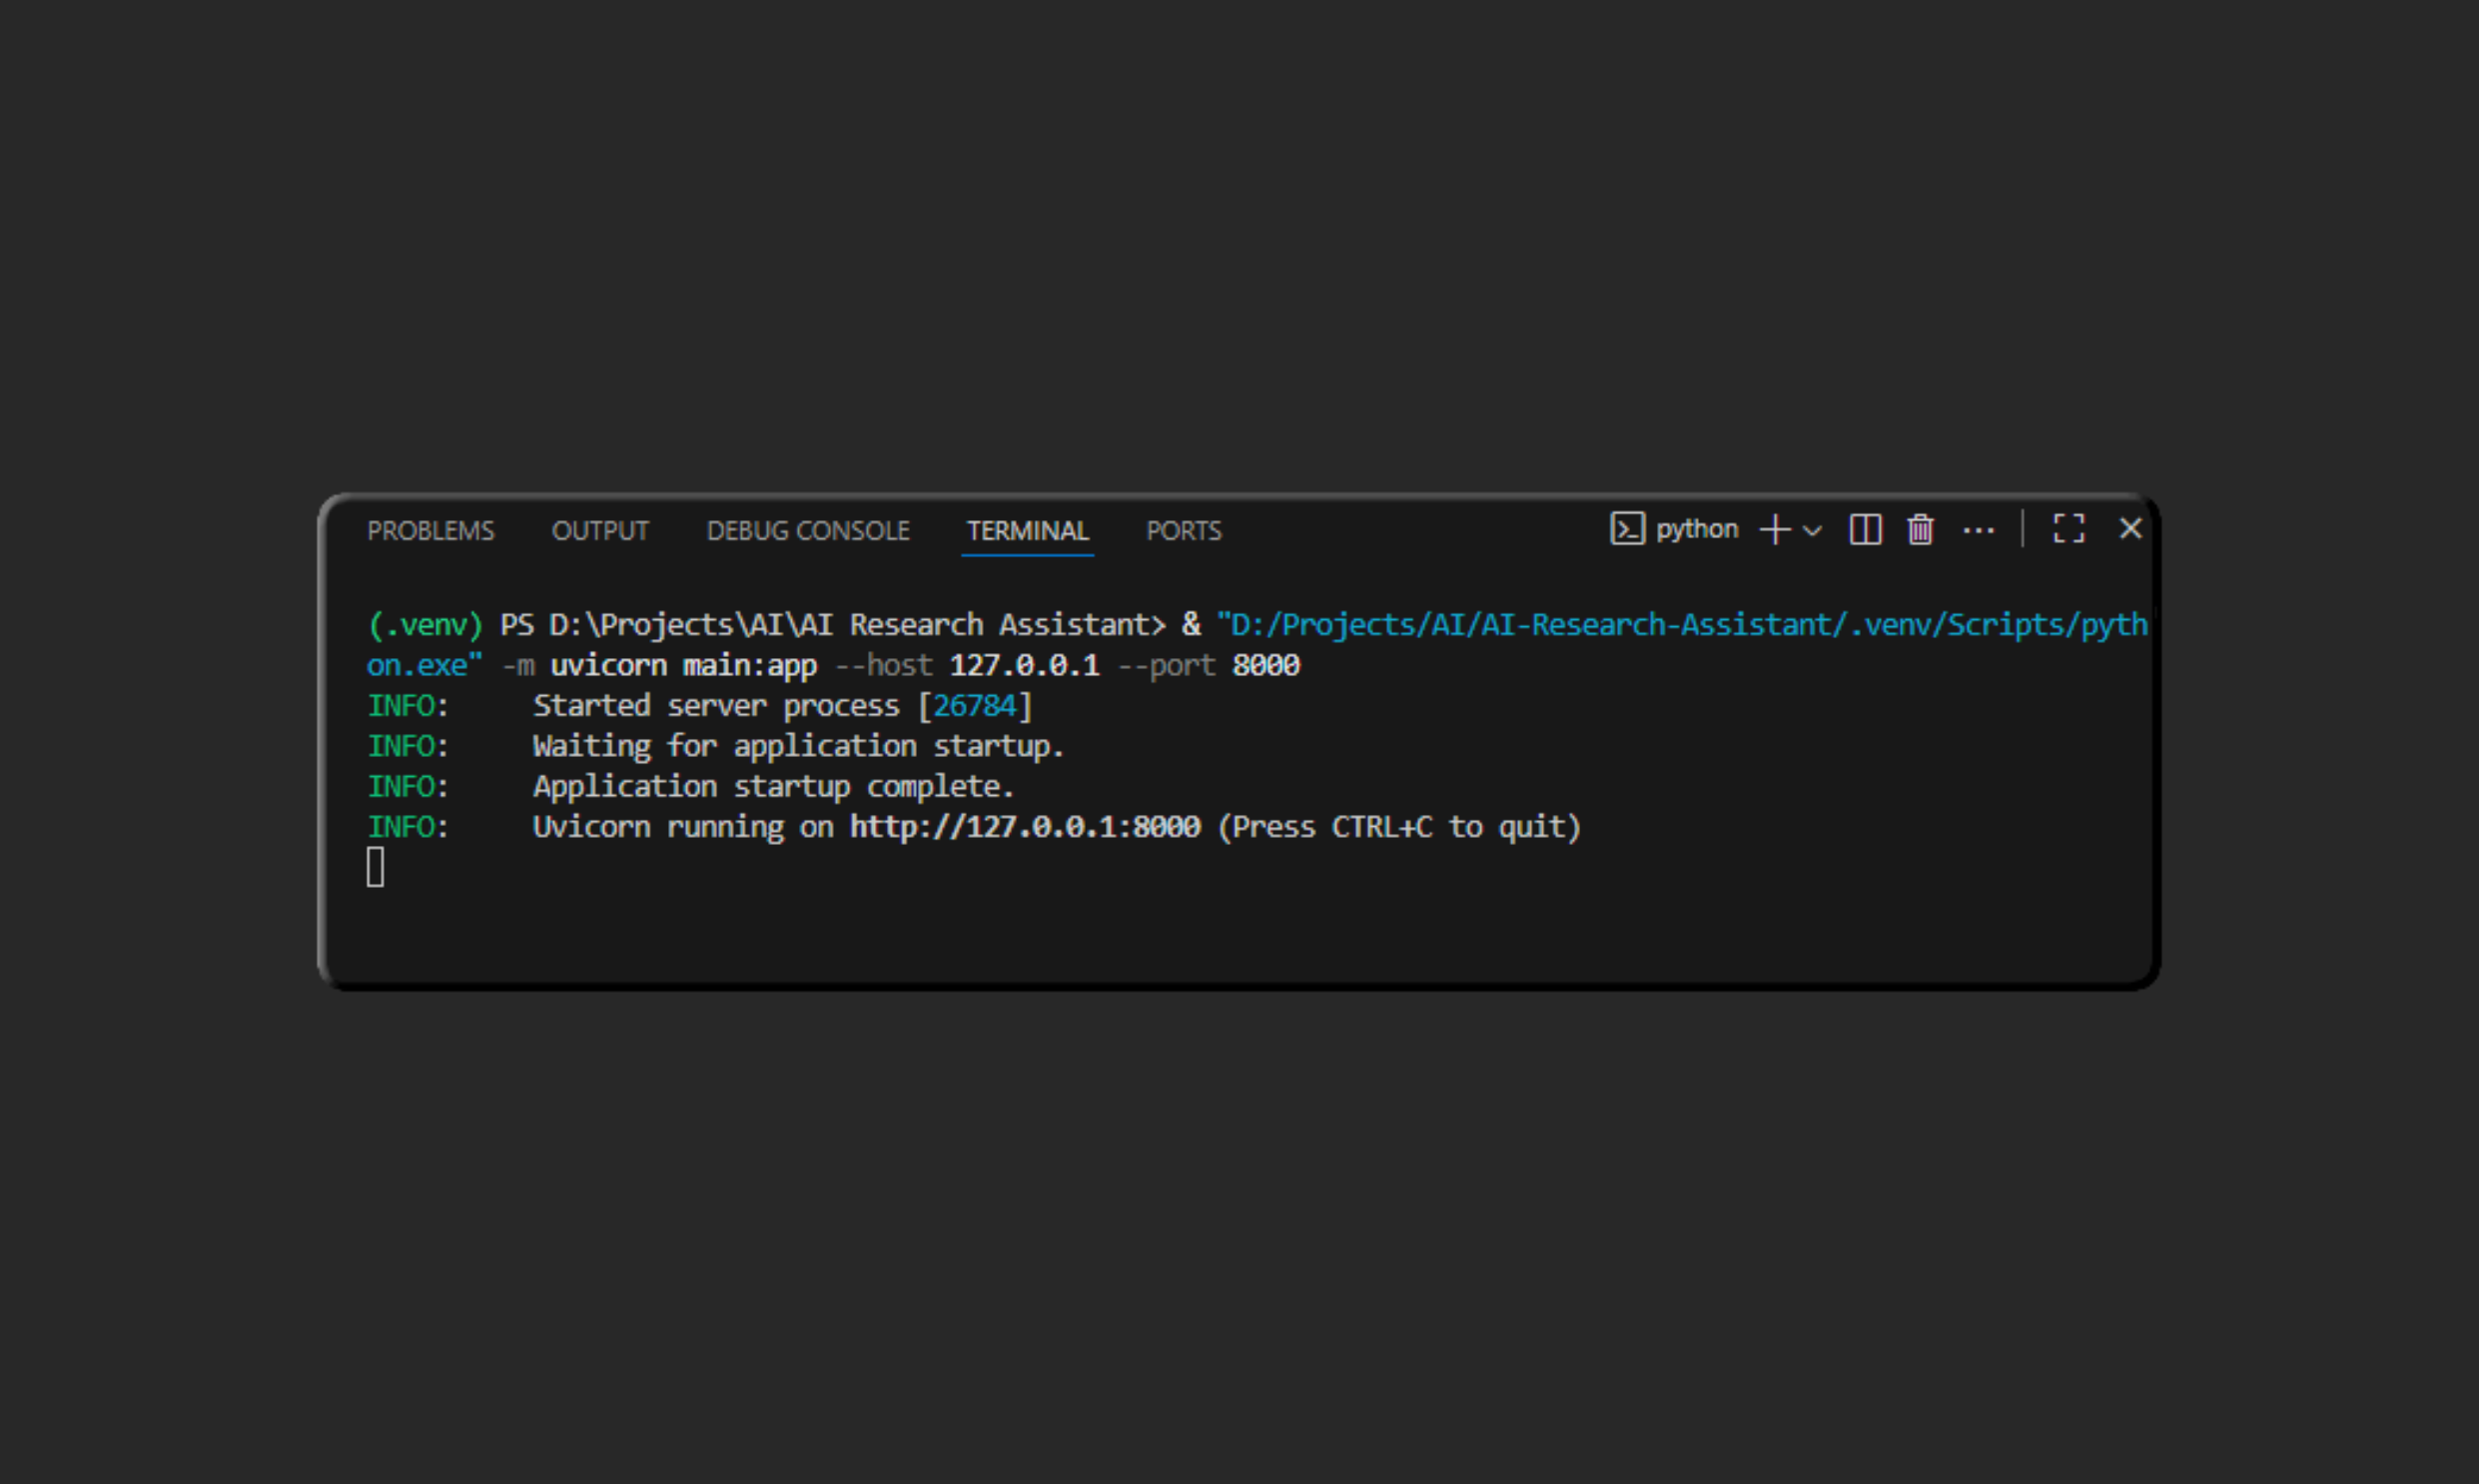 PROBLEMS OUTPUT DEBUG CONSOLE TERMINAL PORTS python
(.venv) PS D:\Projects\AI\AI Research Assistant> & "D:/Projects/AI/AI-Research-Assistant/.venv/Scripts/pyth
on.exe" -m uvicorn main:app --host 127.0.0.1 --port 8000
INFO:     Started server process [26784]
INFO:     Waiting for application startup.
INFO:     Application startup complete.
INFO:     Uvicorn running on http://127.0.0.1:8000 (Press CTRL+C to quit)